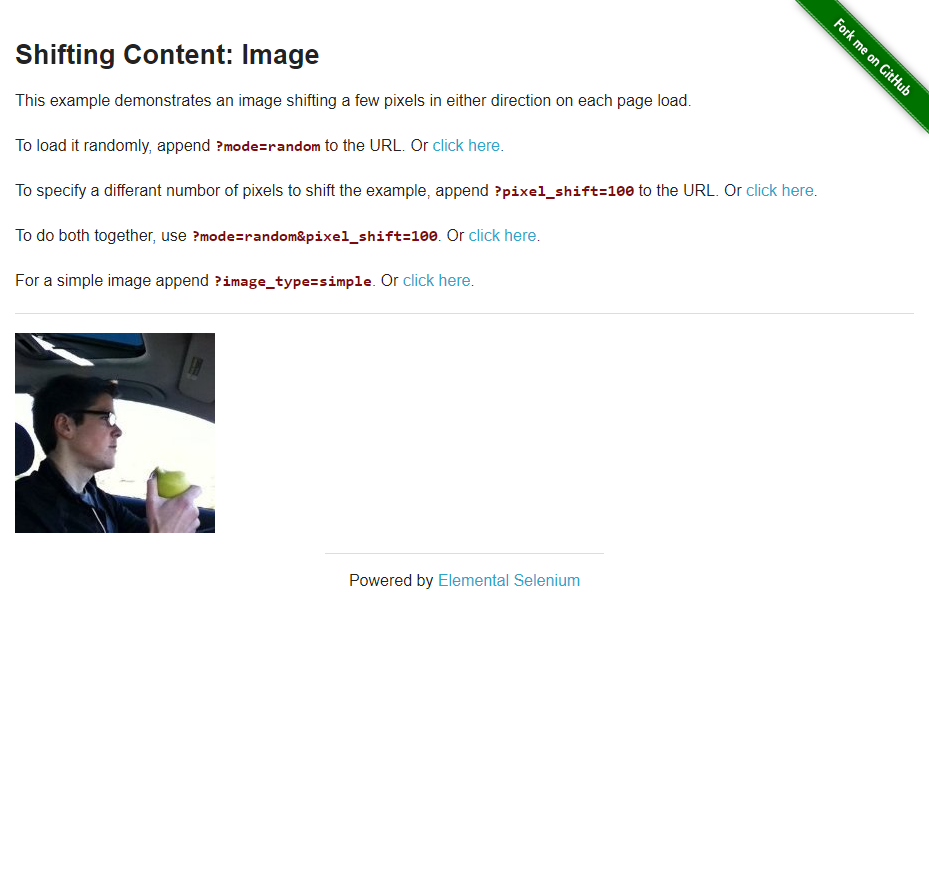 Fork me on GitHub
Shifting Content: Image
This example demonstrates an image shifting a few pixels in either direction on each page load.
To load it randomly, append ?mode=random to the URL. Or click here.
To specify a differant numbor of pixels to shift the example, append ?pixel_shift=100 to the URL. Or click here.
To do both together, use ?mode=random&pixel_shift=100. Or click here.
For a simple image append ?image_type=simple. Or click here.
Powered by Elemental Selenium